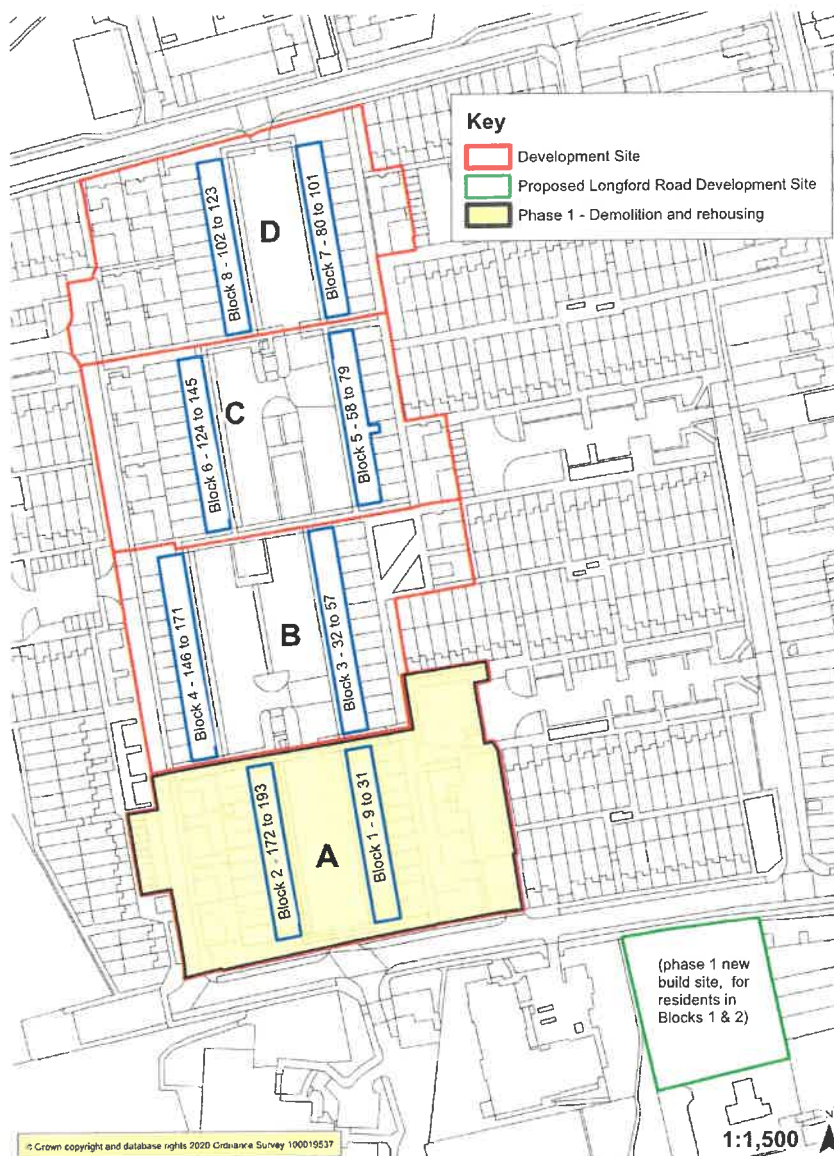 Key
Development Site
Proposed Longford Road Development Site
Phase 1 - Demolition and rehousing
D
Block 8 - 102 to 123
Block 7 - 80 to 101
C
Block 6 - 124 to 145
Block 5 - 58 to 79
B
Block 4 - 146 to 171
Block 3 - 32 to 57
A
Block 2 - 172 to 193
Block 1 - 9 to 31
(phase 1 new
build site, for
residents in
Blocks 1 & 2)
© Crown copyright and database rights 2020 Ordnance Survey 100019537
1:1,500
N